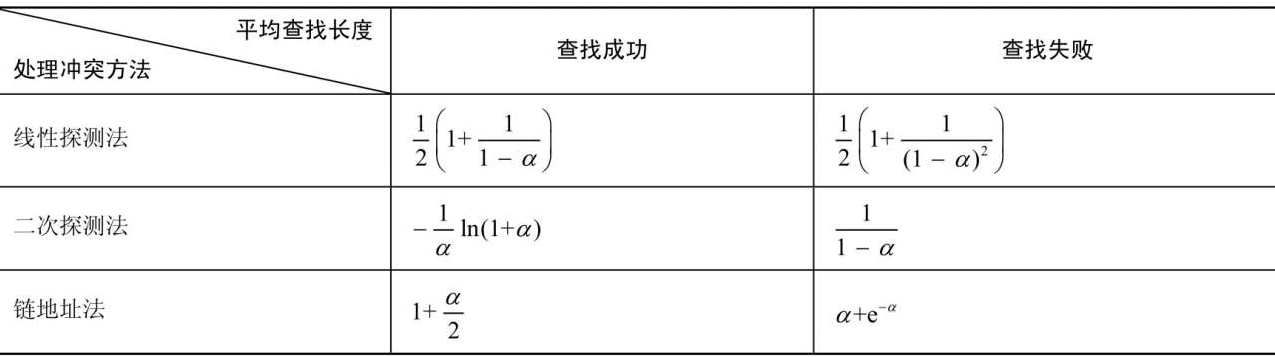 平均查找长度
处理冲突方法
查找成功
查找失败
线性探测法
$\frac{1}{2}\left(1+\frac{1}{1-\alpha}\right)$
$\frac{1}{2}\left(1+\frac{1}{(1-\alpha)^2}\right)$
二次探测法
$-\frac{1}{\alpha}\ln(1+\alpha)$
$\frac{1}{1-\alpha}$
链地址法
$1+\frac{\alpha}{2}$
$\alpha+\mathrm{e}^{-\alpha}$